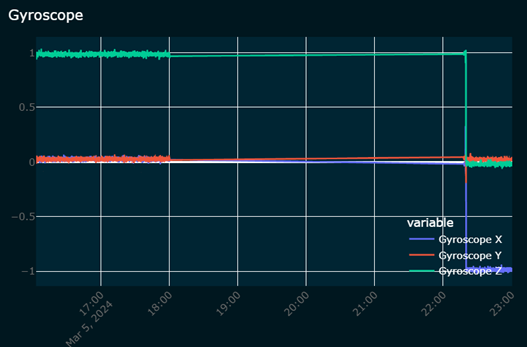 Gyroscope
1
0.5
0
−0.5
−1
variable
Gyroscope X
Gyroscope Y
Gyroscope Z
17:00
18:00
19:00
20:00
21:00
22:00
23:00
Mar 5, 2024